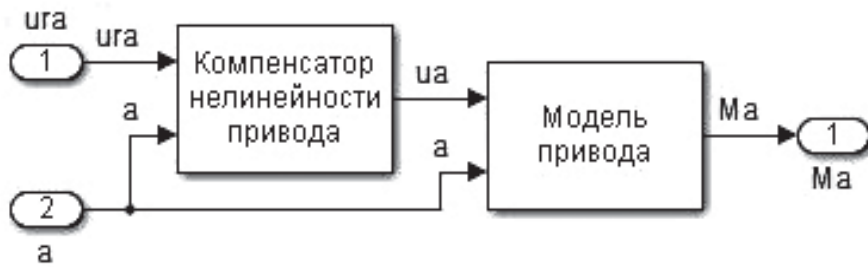 ura
1
ura
a
Компенсатор
нелинейности
привода
ua
a
Модель
привода
Ma
1
Ma
2
a